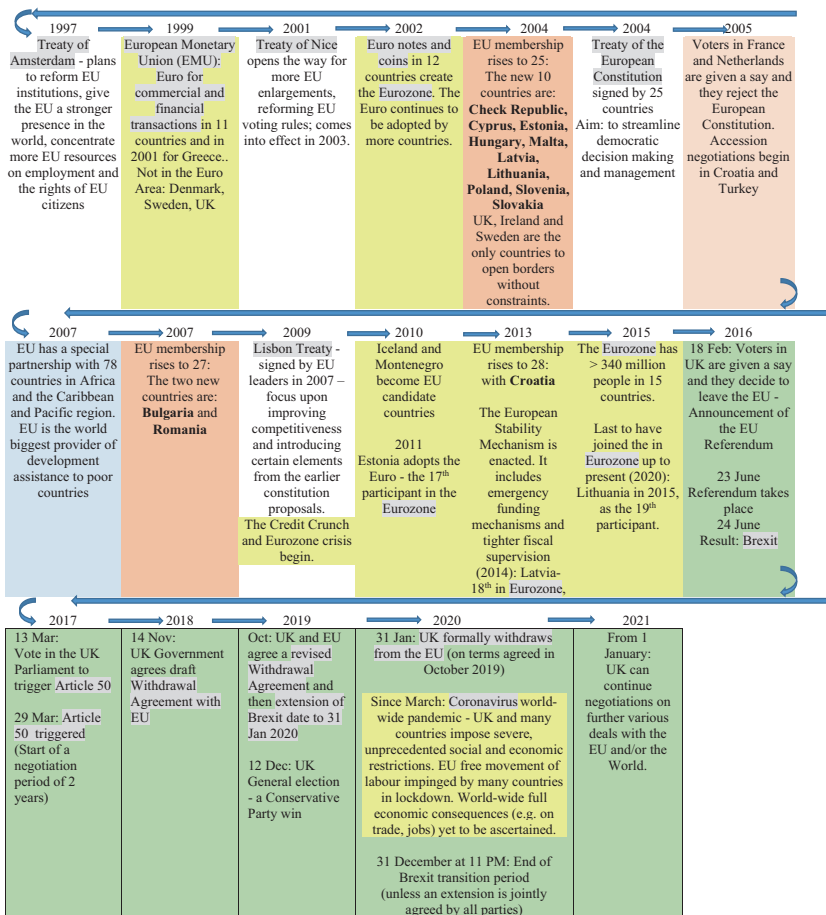 1997
Treaty of
Amsterdam - plans
to reform EU
institutions, give
the EU a stronger
presence in the
world, concentrate
more EU resources
on employment and
the rights of EU
citizens
1999
European Monetary
Union (EMU):
Euro for
commercial and
financial
transactions in 11
countries and in
2001 for Greece..
Not in the Euro
Area: Denmark,
Sweden, UK
2001
Treaty of Nice
opens the way for
more EU
enlargements,
reforming EU
voting rules; comes
into effect in 2003.
2002
Euro notes and
coins in 12
countries create
the Eurozone. The
Euro continues to
be adopted by
more countries.
2004
EU membership
rises to 25:
The new 10
countries are:
Check Republic,
Cyprus, Estonia,
Hungary, Malta,
Latvia,
Lithuania,
Poland, Slovenia,
Slovakia
UK, Ireland and
Sweden are the
only countries to
open borders
without
constraints.
2004
Treaty of the
European
Constitution
signed by 25
countries
Aim: to streamline
democratic
decision making
and management
2005
Voters in France
and Netherlands
are given a say and
they reject the
European
Constitution.
Accession
negotiations begin
in Croatia and
Turkey
2007
EU has a special
partnership with 78
countries in Africa
and the Caribbean
and Pacific region.
EU is the world
biggest provider of
development
assistance to poor
countries
2007
EU membership
rises to 27:
The two new
countries are:
Bulgaria and
Romania
2009
Lisbon Treaty -
signed by EU
leaders in 2007 –
focus upon
improving
competitiveness
and introducing
certain elements
from the earlier
constitution
proposals.
The Credit Crunch
and Eurozone crisis
begin.
2010
Iceland and
Montenegro
become EU
candidate
countries
2011
Estonia adopts the
Euro - the 17th
participant in the
Eurozone
2013
EU membership
rises to 28:
with Croatia
The European
Stability
Mechanism is
enacted. It
includes
emergency
funding
mechanisms and
tighter fiscal
supervision
(2014): Latvia-
18th in Eurozone,
2015
The Eurozone has
> 340 million
people in 15
countries.
Last to have
joined the in
Eurozone up to
present (2020):
Lithuania in 2015,
as the 19th
participant.
2016
18 Feb: Voters in
UK are given a say
and they decide to
leave the EU -
Announcement of
the EU
Referendum
23 June
Referendum takes
place
24 June
Result: Brexit
2017
13 Mar:
Vote in the UK
Parliament to
trigger Article 50
29 Mar: Article
50 triggered
(Start of a
negotiation
period of 2
years)
2018
14 Nov:
UK Government
agrees draft
Withdrawal
Agreement with
EU
2019
Oct: UK and EU
agree a revised
Withdrawal
Agreement and
then extension of
Brexit date to 31
Jan 2020
12 Dec: UK
General election
- a Conservative
Party win
2020
31 Jan: UK formally withdraws
from the EU (on terms agreed in
October 2019)
Since March: Coronavirus world-
wide pandemic - UK and many
countries impose severe,
unprecedented social and economic
restrictions. EU free movement of
labour impinged by many countries
in lockdown. World-wide full
economic consequences (e.g. on
trade, jobs) yet to be ascertained.
31 December at 11 PM: End of
Brexit transition period
(unless an extension is jointly
agreed by all parties)
2021
From 1
January:
UK can
continue
negotiations on
further various
deals with the
EU and/or the
World.